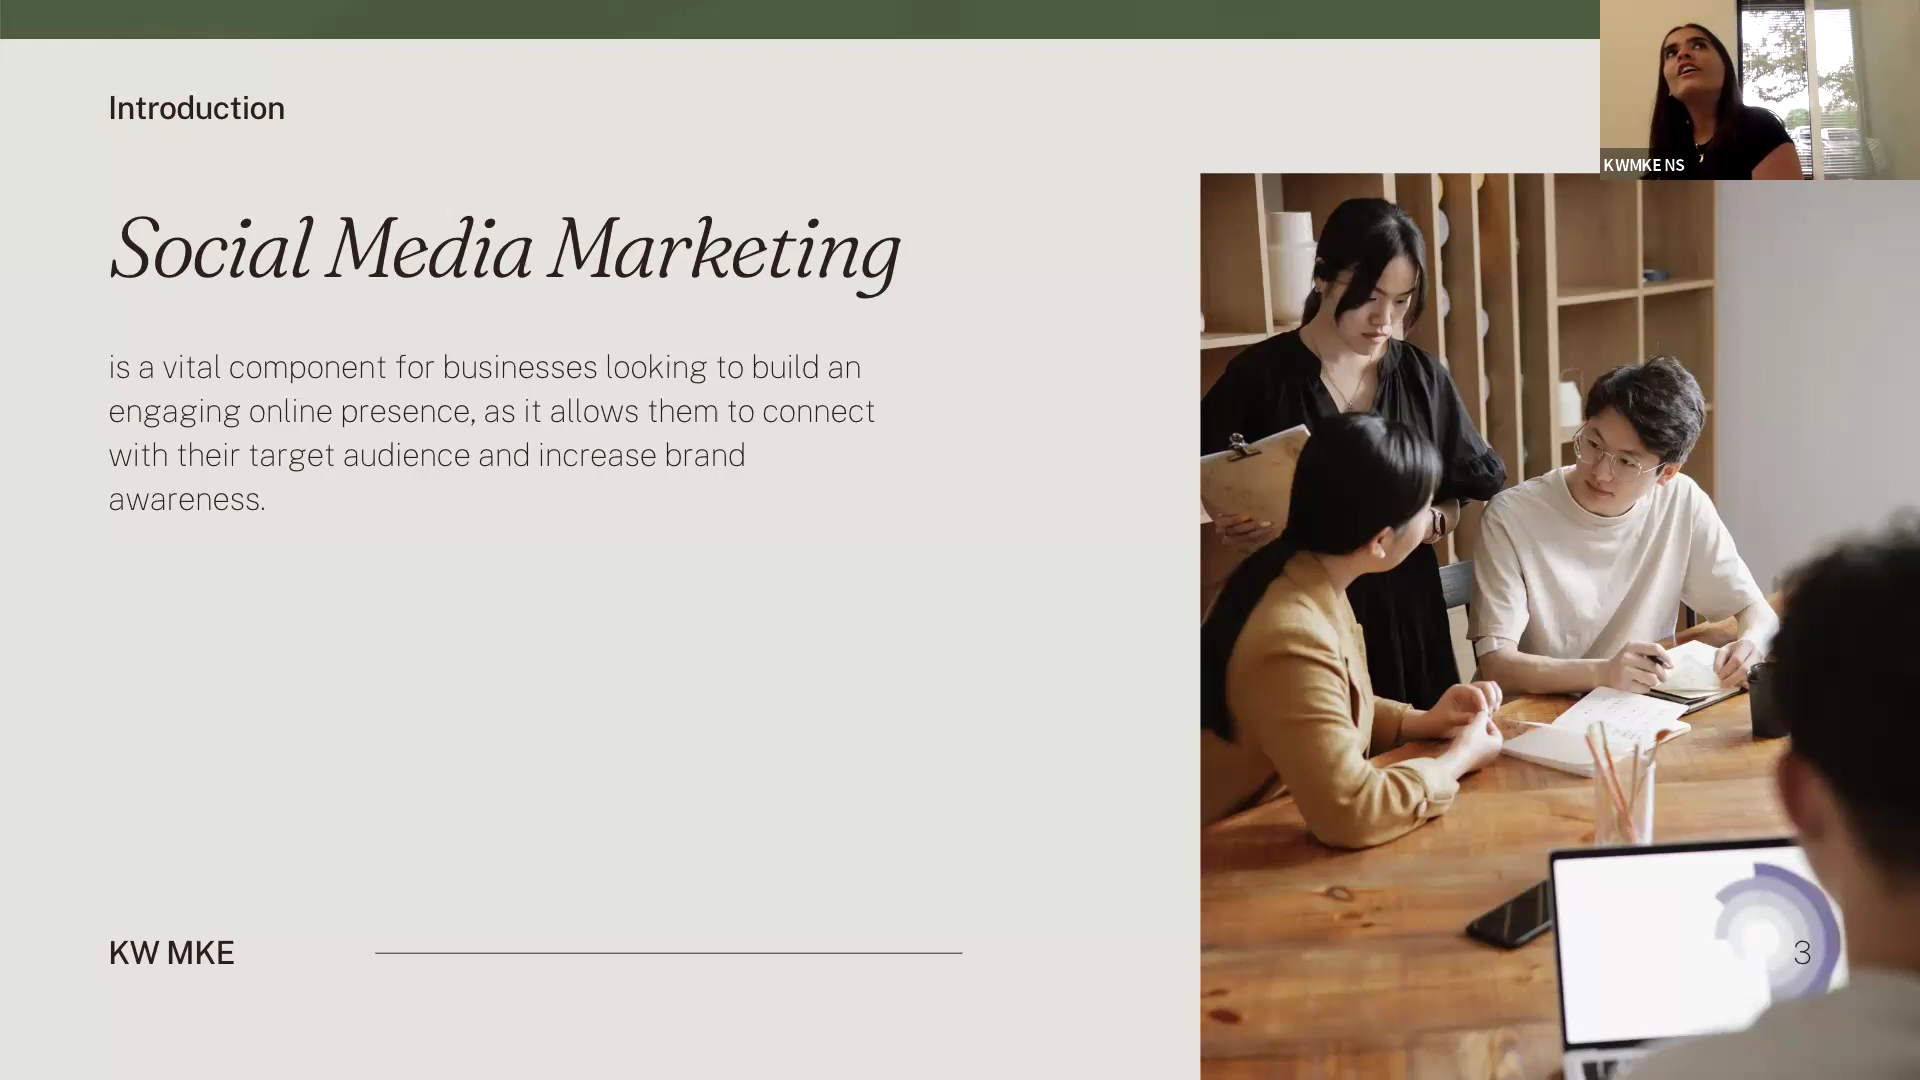 Introduction
KWMKE NS
Social Media Marketing
is a vital component for businesses looking to build an
engaging online presence, as it allows them to connect
with their target audience and increase brand
awareness.
KW MKE
3